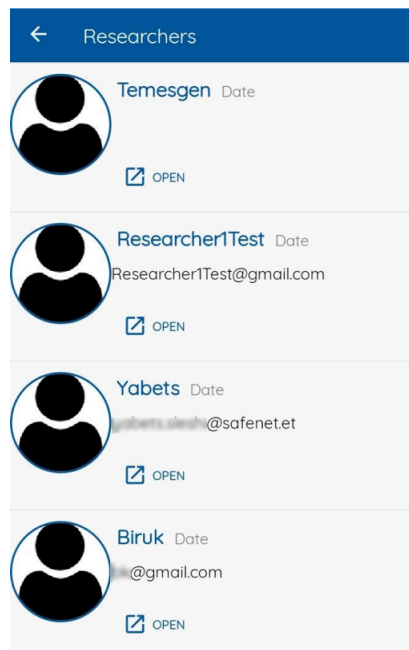 Researchers
Temesgen Date
OPEN
Researcher1Test Date
Researcher1Test@gmail.com
OPEN
Yabets Date
@safenet.et
OPEN
Biruk Date
@gmail.com
OPEN